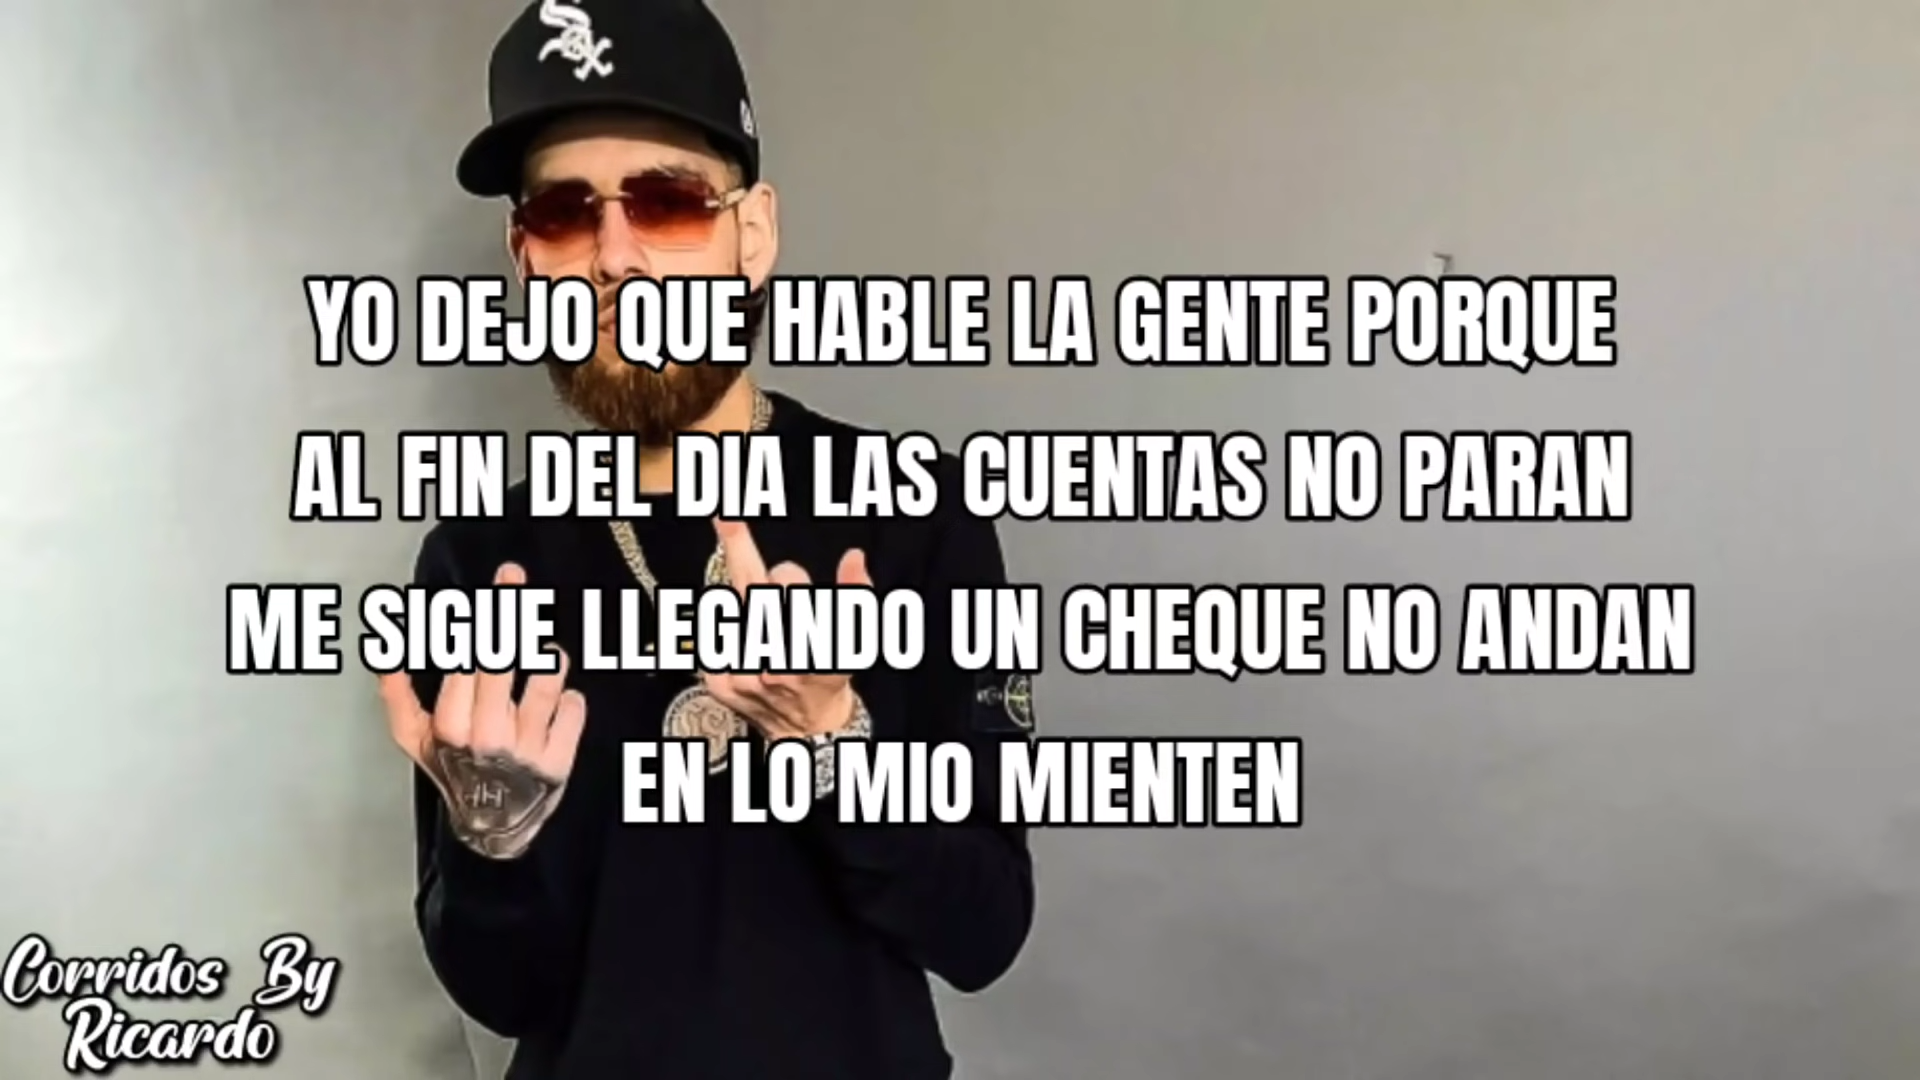 Sox
YO DEJO QUE HABLE LA GENTE PORQUE
AL FIN DEL DIA LAS CUENTAS NO PARAN
ME SIGUE LLEGANDO UN CHEQUE NO ANDAN
EN LO MIO MIENTEN
Corridos By
Ricardo